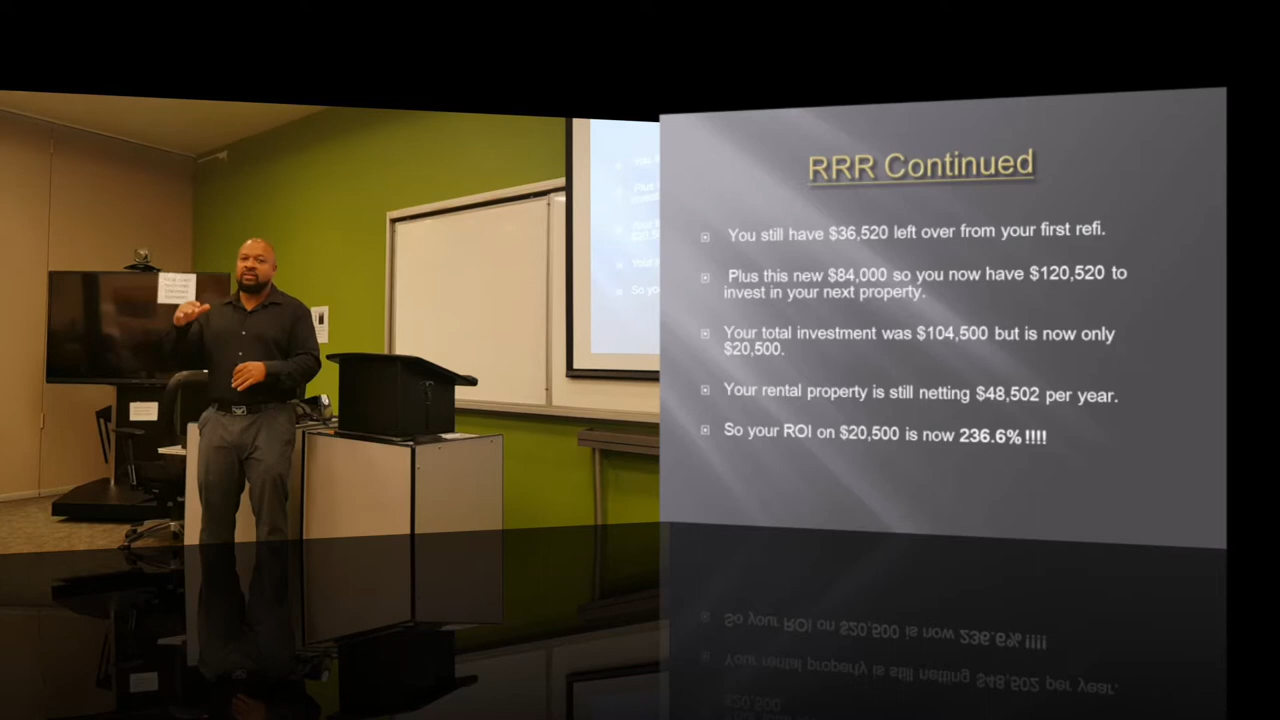 RRR Continued
You still have $36,520 left over from your first refi.
Plus this new $84,000 so you now have $120,520 to
invest in your next property.
Your total investment was $104,500 but is now only
$20,500.
Your rental property is still netting $48,502 per year.
So your ROI on $20,500 is now 236.6% !!!!